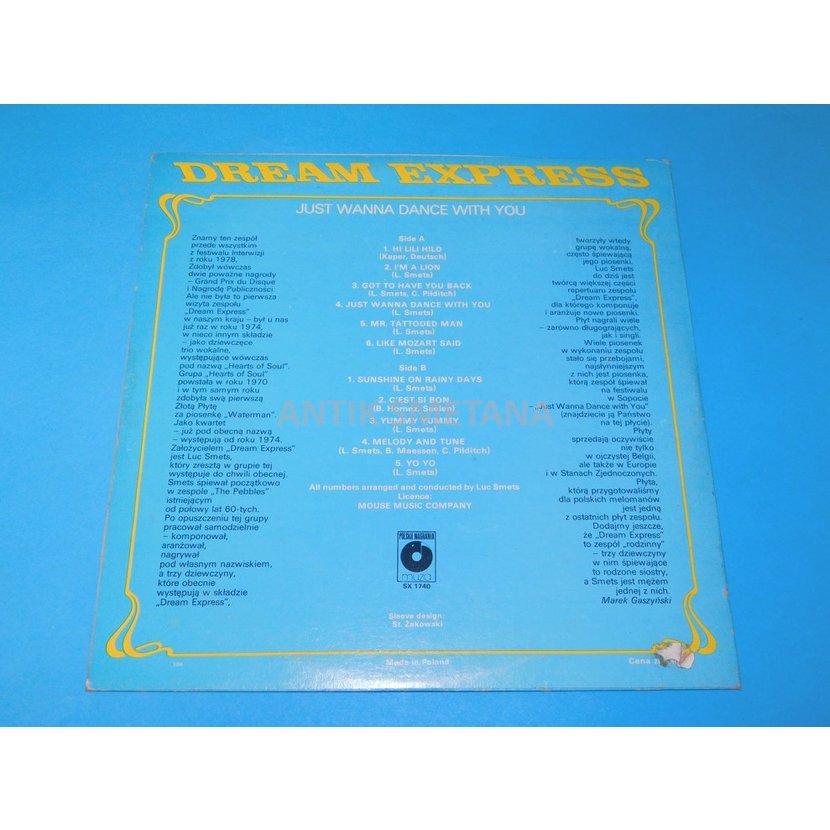 DREAM EXPRESS
JUST WANNA DANCE WITH YOU
Znamy ten zespół
przede wszystkim
z festiwalu Interwizji
z roku 1978.
Zdobył wówczas
dwie poważne nagrody
– Grand Prix du Disque
i Nagrodę Publiczności.
Ale nie była to pierwsza
wizyta zespołu
„Dream Express"
w naszym kraju – był u nas
już raz w roku 1974,
w nieco innym składzie
– jako dziewczęce
trio wokalne,
występujące wówczas
pod nazwą „Hearts of Soul".
Grupa „Hearts of Soul"
powstała w roku 1970
i w tym samym roku
zdobyła swą pierwszą
Złotą Płytę
za piosenkę "Waterman".
Jako kwartet
– już pod obecną nazwą
– występują od roku 1974.
Założycielem „Dream Express"
jest Luc Smets,
który zresztą w grupie tej
występuje do chwili obecnej.
Smets śpiewał początkowo
w zespole „The Pebbles"
istniejącym
od połowy lat 60-tych.
Po opuszczeniu tej grupy
pracował samodzielnie
– komponował,
aranżował,
nagrywał
pod własnym nazwiskiem,
a trzy dziewczyny,
które obecnie
występują w składzie
„Dream Express",
Side A
1. HI LILI HILO
(Kaper, Deutsch)
2. I'M A LION
(L. Smets)
3. GOT TO HAVE YOU BACK
(L. Smets, C. Pilditch)
4. JUST WANNA DANCE WITH YOU
(L. Smets)
5. MR. TATTOOED MAN
(L. Smets)
6. LIKE MOZART SAID
(L. Smets)
Side B
1. SUNSHINE ON RAINY DAYS
(L. Smets)
2. C'EST SI BON
(B. Hornez, Seelen)
3. YUMMY YUMMY
(L. Smets)
4. MELODY AND TUNE
(L. Smets, B. Maessen, C. Pilditch)
5. YO YO
(L. Smets)
All numbers arranged and conducted by Luc Smets
Licence:
MOUSE MUSIC COMPANY
POLSKIE NAGRANIA
muza
SX 1740
Sleeve design:
St. Żakowski
tworzyły wtedy
grupę wokalną,
często śpiewającą
jego piosenki.
Luc Smets
do dziś jest
twórcą większej części
repertuaru zespołu
„Dream Express",
dla którego komponuje
i aranżuje nowe piosenki.
Płyt nagrali wiele
– zarówno długogrających,
jak i singli.
Wiele piosenek
w wykonaniu zespołu
stało się przebojami,
najsłynniejszym
z nich jest piosenka,
którą zespół śpiewał
na festiwalu
w Sopocie
„Just Wanna Dance with You"
(znajdziecie ją Państwo
na tej płycie).
Płyty
sprzedają oczywiście
nie tylko
w ojczystej Belgii,
ale także w Europie
i w Stanach Zjednoczonych.
Płyta,
którą przygotowaliśmy
dla polskich melomanów
jest jedną
z ostatnich płyt zespołu.
Dodajmy jeszcze,
że „Dream Express"
to zespół „rodzinny"
– trzy dziewczyny
w nim śpiewające
to rodzone siostry,
a Smets jest mężem
jednej z nich.
Marek Gaszyński
Made in Poland
Cena zł
ANTIK SMETANA